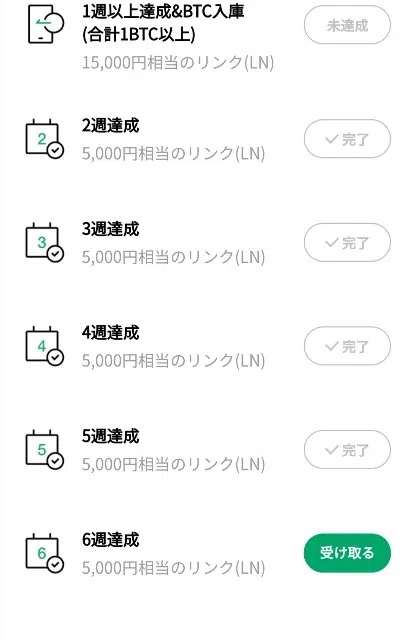 1週以上達成&BTC入庫
(合計1BTC以上)
未達成
15,000円相当のリンク(LN)
2
2週達成
完了
5,000円相当のリンク(LN)
3
3週達成
完了
5,000円相当のリンク(LN)
4
4週達成
完了
5,000円相当のリンク(LN)
5
5週達成
完了
5,000円相当のリンク(LN)
6
6週達成
受け取る
5,000円相当のリンク(LN)